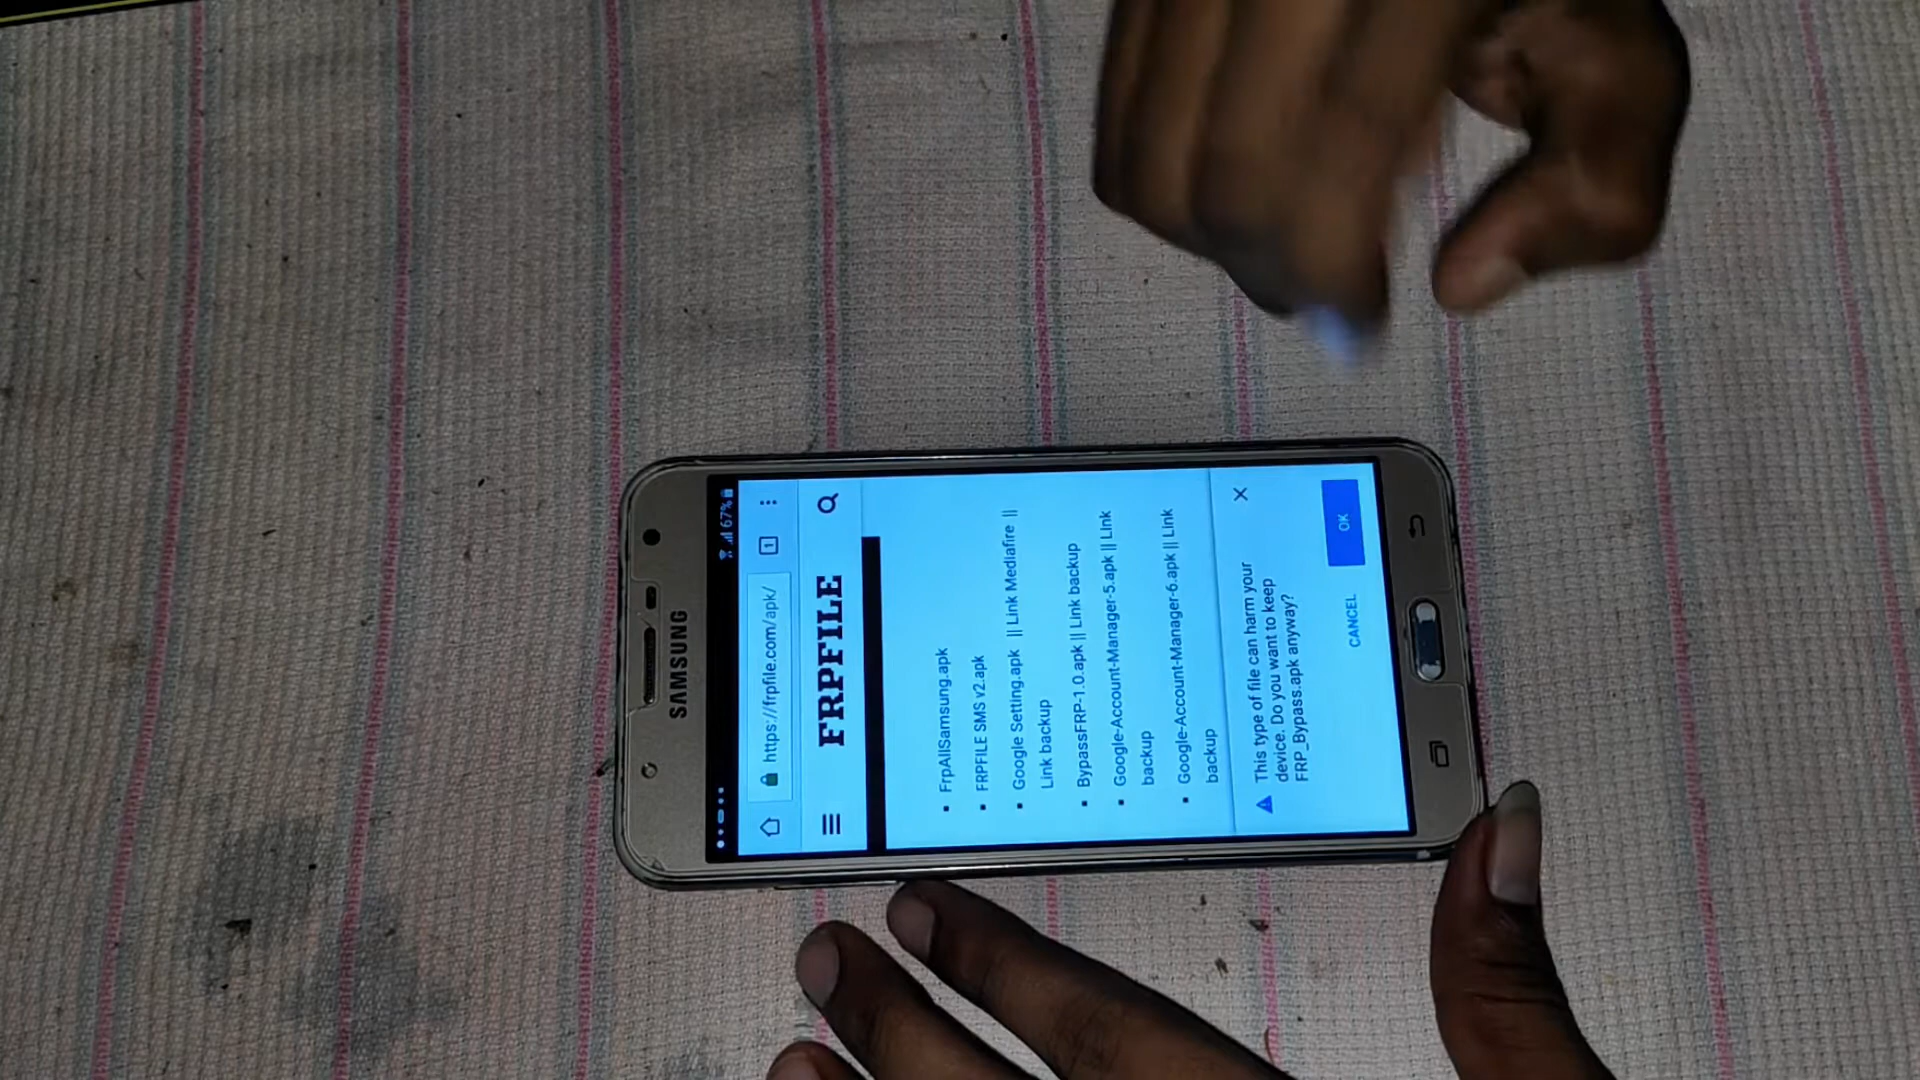 67%
https://frpfile.com/apk/
1
FRPFILE
FrpAllSamsung.apk
FRPFILE SMS v2.apk
Google Setting.apk || Link Mediafire ||
Link backup
BypassFRP-1.0.apk || Link backup
Google-Account-Manager-5.apk || Link
backup
Google-Account-Manager-6.apk || Link
backup
This type of file can harm your
device. Do you want to keep
FRP_Bypass.apk anyway?
CANCEL
OK
SAMSUNG